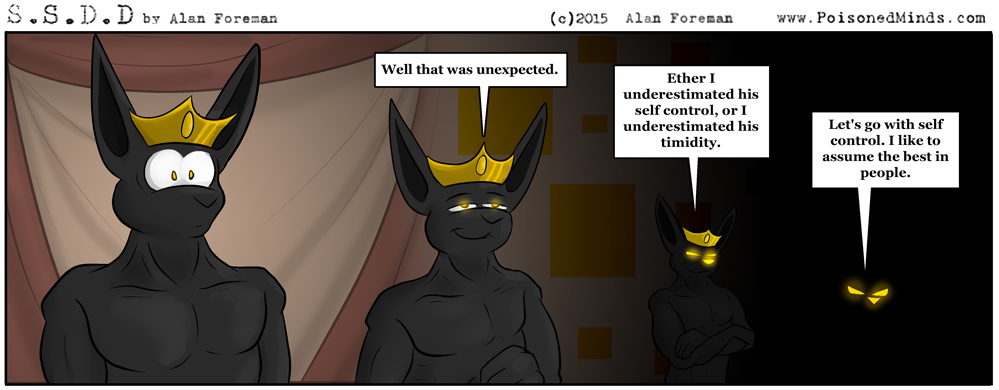 S.S.D.D by Alan Foreman (c)2015 Alan Foreman www.PoisonedMinds.com
Well that was unexpected.
Ether I
underestimated his
self control, or I
underestimated his
timidity.
Let's go with self
control. I like to
assume the best in
people.